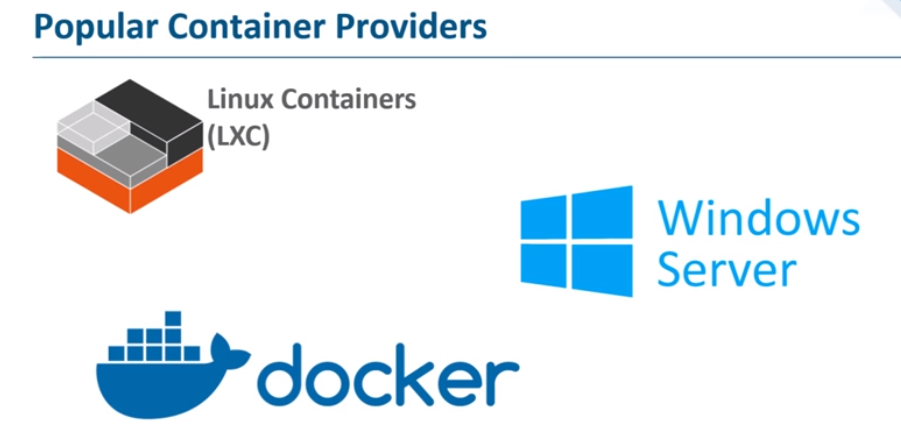 Popular Container Providers
Linux Containers
(LXC)
Windows
Server
docker